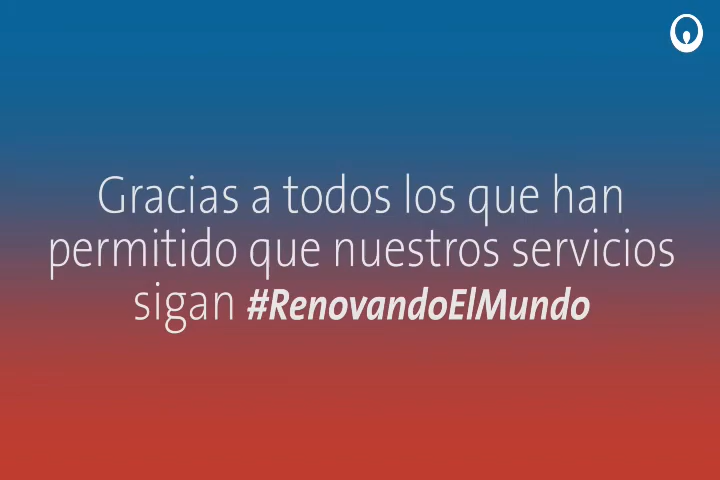 Gracias a todos los que han
permitido que nuestros servicios
sigan #RenovandoElMundo